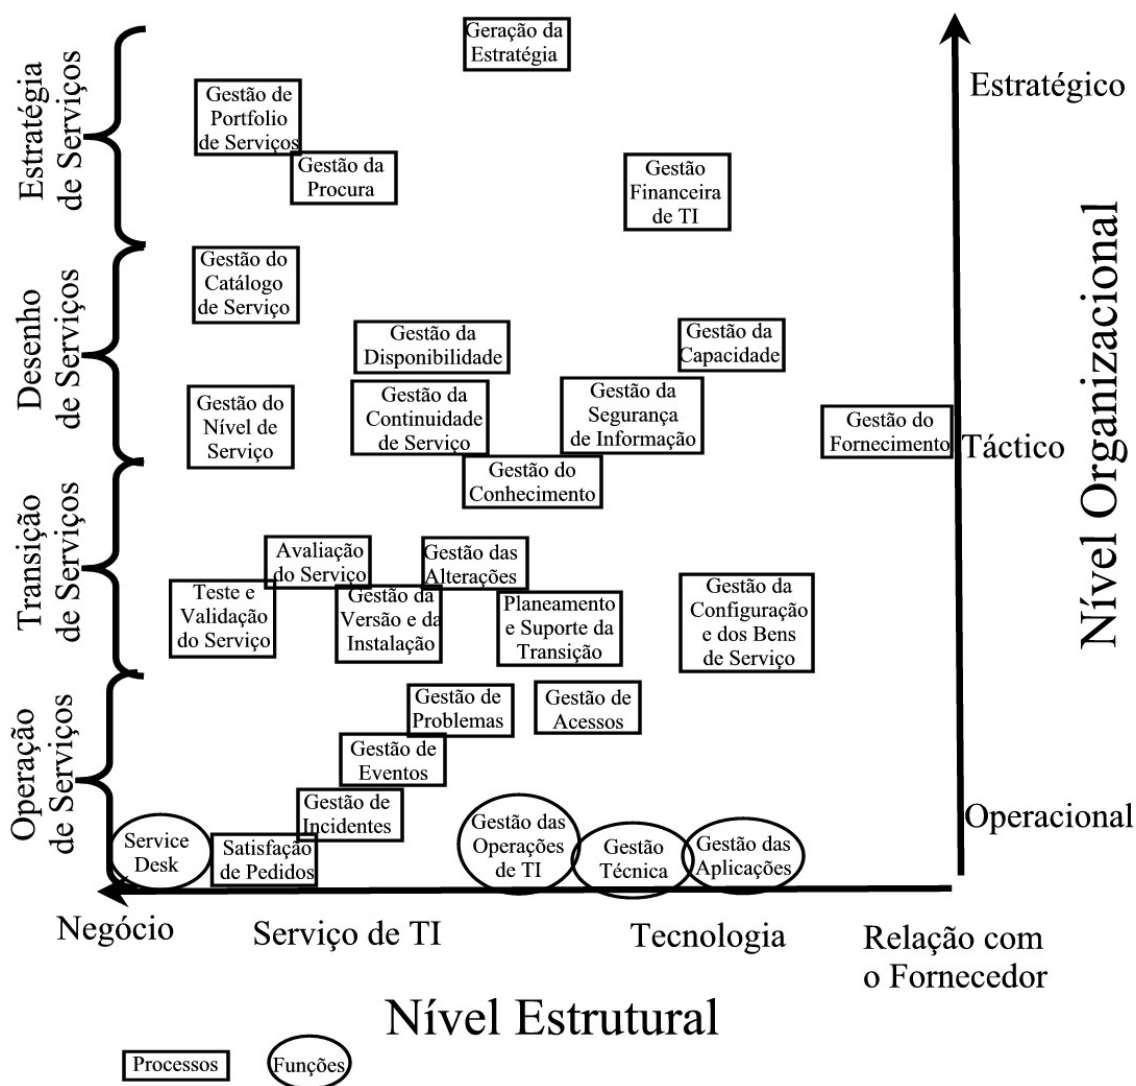 Geração da
Estratégia
Estratégico
Estratégia
de Serviços
Gestão de
Portfolio
de Serviços
Gestão da
Procura
Gestão
Financeira
de TI
Nível Organizacional
Desenho
de Serviços
Gestão do
Catálogo
de Serviço
Gestão da
Disponibilidade
Gestão da
Capacidade
Gestão do
Nível de
Serviço
Gestão da
Continuidade
de Serviço
Gestão da
Segurança
de Informação
Gestão do
Fornecimento
Táctico
Gestão do
Conhecimento
Transição
de Serviços
Avaliação
do Serviço
Gestão das
Alterações
Teste e
Validação
do Serviço
Gestão da
Versão e da
Instalação
Planeamento
e Suporte da
Transição
Gestão da
Configuração
e dos Bens
de Serviço
Operação
de Serviços
Gestão de
Problemas
Gestão de
Acessos
Gestão de
Eventos
Gestão de
Incidentes
Operacional
Service
Desk
Satisfação
de Pedidos
Gestão das
Operações
de TI
Gestão
Técnica
Gestão das
Aplicações
Negócio
Serviço de TI
Tecnologia
Relação com
o Fornecedor
Nível Estrutural
Processos
Funções